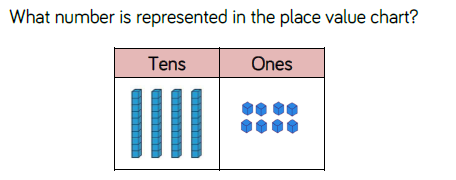 What number is represented in the place value chart?
Tens Ones